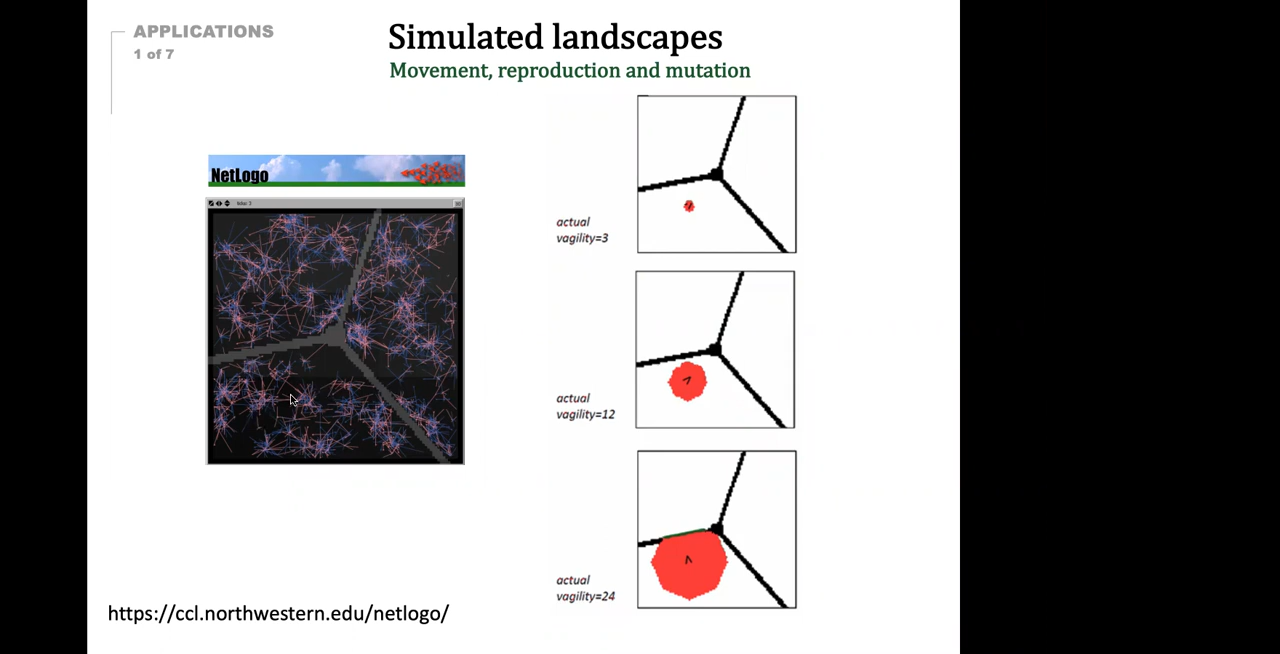 APPLICATIONS
1 of 7
Simulated landscapes
Movement, reproduction and mutation
NetLogo
actual
vagility=3
actual
vagility=12
actual
vagility=24
https://ccl.northwestern.edu/netlogo/